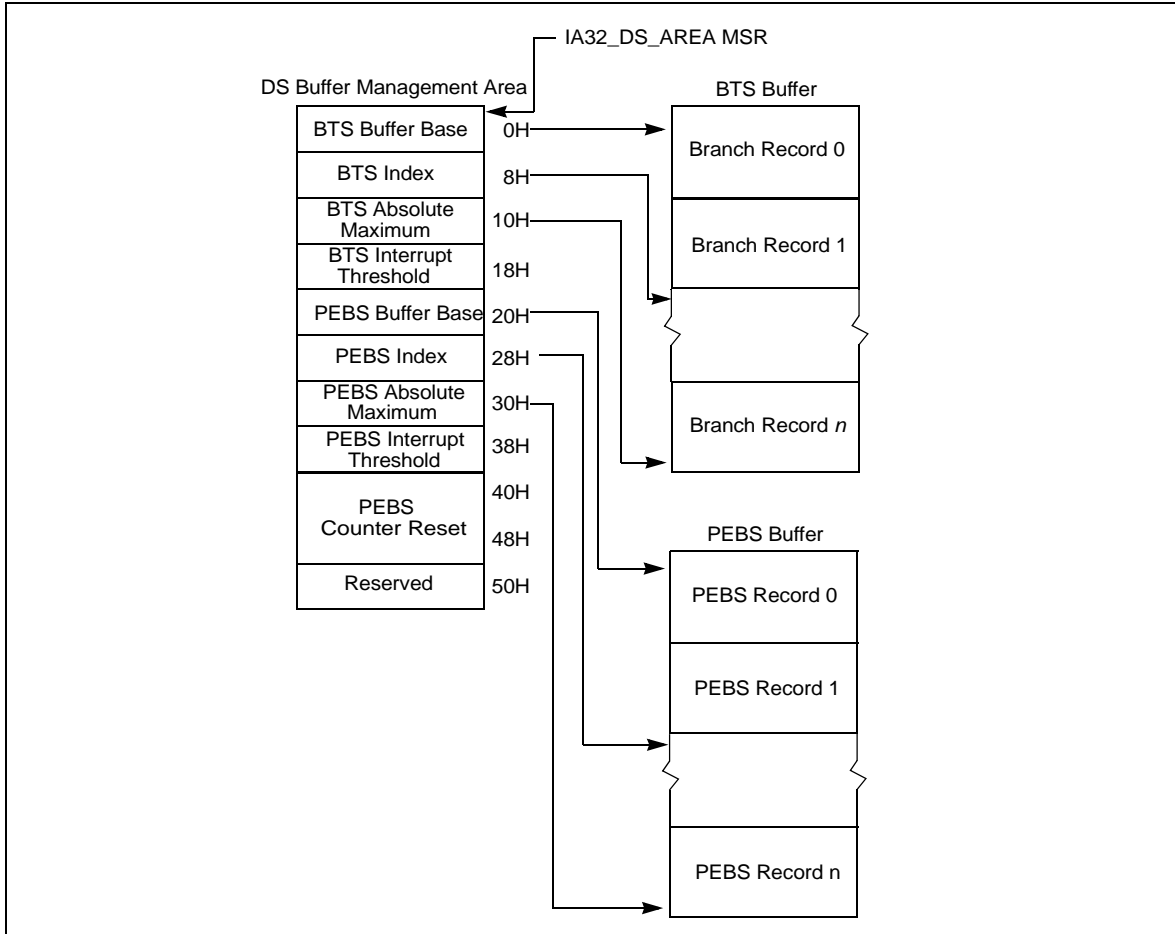 IA32_DS_AREA MSR
DS Buffer Management Area
BTS Buffer Base 0H
BTS Index 8H
BTS Absolute
Maximum 10H
BTS Interrupt
Threshold 18H
PEBS Buffer Base 20H
PEBS Index 28H
PEBS Absolute
Maximum 30H
PEBS Interrupt
Threshold 38H
40H
PEBS
Counter Reset
48H
Reserved 50H
BTS Buffer
Branch Record 0
Branch Record 1
Branch Record n
PEBS Buffer
PEBS Record 0
PEBS Record 1
PEBS Record n